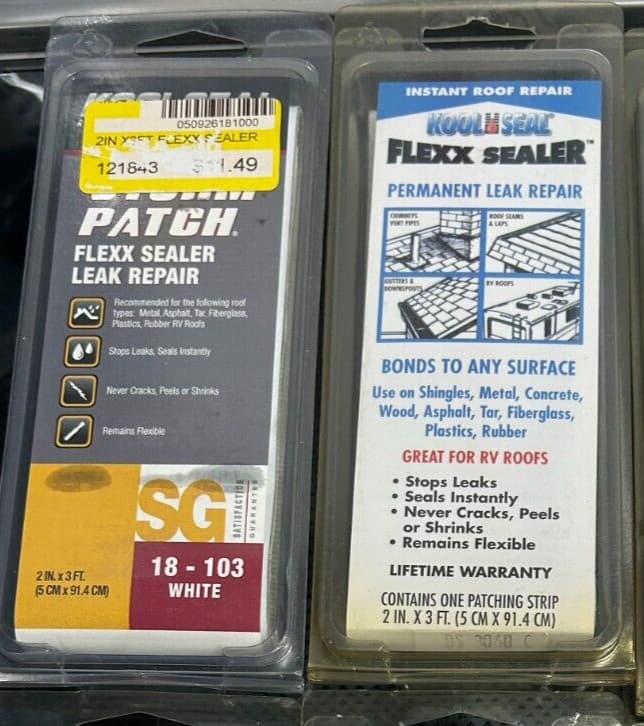 050926181000
2IN X3FT FLEXX SEALER
121843
.49
PATCH
FLEXX SEALER
LEAK REPAIR
Recommended for the following roof
types: Metal, Asphalt, Tar, Fiberglass,
Plastics, Rubber RV Roofs
Stops Leaks, Seals Instantly
Never Cracks, Peels or Shrinks
Remains Flexible
SG
SATISFACTION
GUARANTEE
2 IN. x 3 FT.
(5 CM x 91.4 CM)
18 - 103
WHITE
INSTANT ROOF REPAIR
KOOL SEAL
FLEXX SEALER™
PERMANENT LEAK REPAIR
CHIMNEYS
VENT PIPES
ROOF SEAMS
& LAPS
GUTTERS &
DOWNSPOUTS
RV ROOFS
BONDS TO ANY SURFACE
Use on Shingles, Metal, Concrete,
Wood, Asphalt, Tar, Fiberglass,
Plastics, Rubber
GREAT FOR RV ROOFS
• Stops Leaks
• Seals Instantly
• Never Cracks, Peels
or Shrinks
• Remains Flexible
LIFETIME WARRANTY
CONTAINS ONE PATCHING STRIP
2 IN. X 3 FT. (5 CM X 91.4 CM)